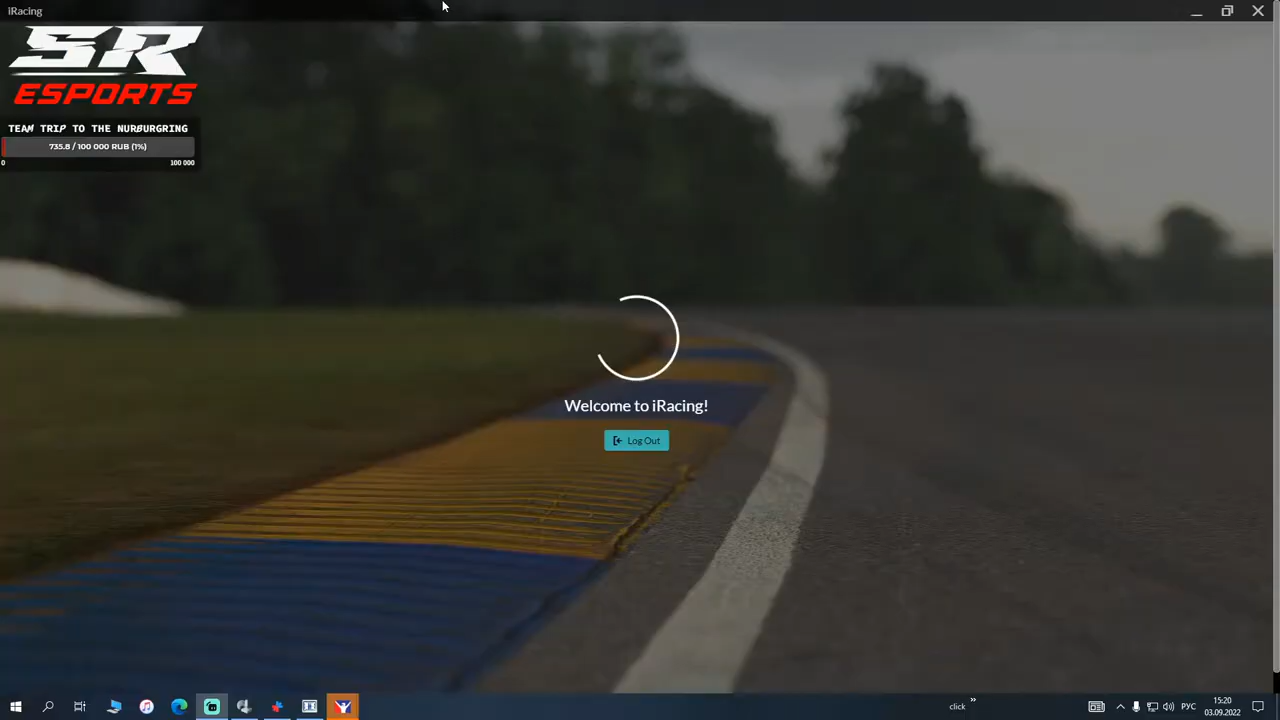 iRacing
SR
ESPORTS
TEAM TRIP TO THE NURBURGRING
735.8 / 100 000 RUB (1%)
0 100 000
Welcome to iRacing!
Log Out
click » РУС 15:20
03.09.2022